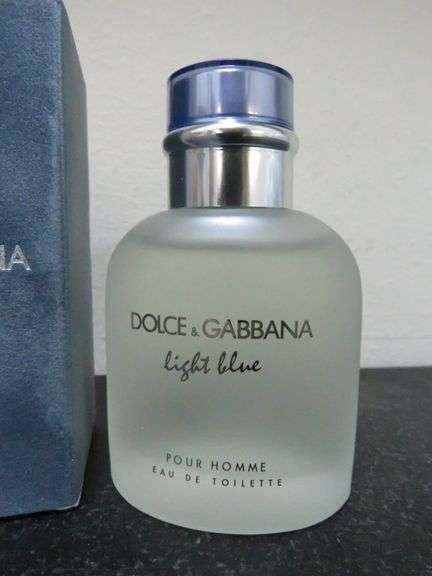 DOLCE & GABBANA
light blue
POUR HOMME
EAU DE TOILETTE